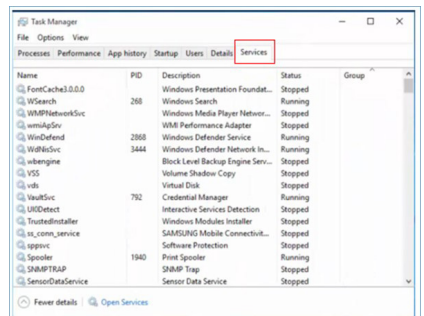 Task Manager
File Options View
Processes Performance App history Startup Users Details Services
Name PID Description Status Group
FontCache3.0.0.0 Windows Presentation Foundat... Stopped
WSearch 268 Windows Search Running
WMPNetworkSvc Windows Media Player Networ... Stopped
wmiApSrv WMI Performance Adapter Stopped
WinDefend 2868 Windows Defender Service Running
WdNisSvc 3444 Windows Defender Network In... Running
wbengine Block Level Backup Engine Serv... Stopped
VSS Volume Shadow Copy Stopped
vds Virtual Disk Stopped
VaultSvc 792 Credential Manager Running
UI0Detect Interactive Services Detection Stopped
TrustedInstaller Windows Modules Installer Stopped
ss_conn_service SAMSUNG Mobile Connectivit... Stopped
sppsvc Software Protection Stopped
Spooler 1940 Print Spooler Running
SNMPTRAP SNMP Trap Stopped
SensorDataService Sensor Data Service Stopped
Fewer details Open Services